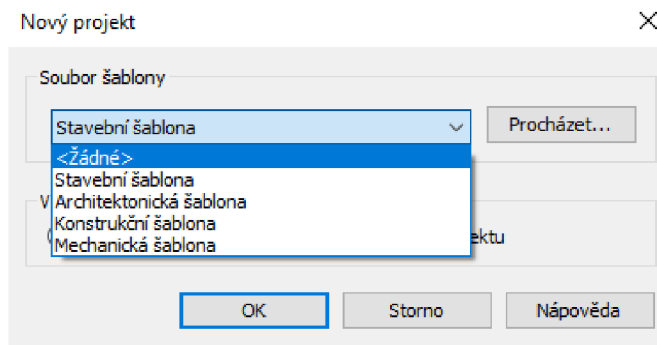 Nový projekt
Soubor šablony
Stavební šablona
Procházet...
<Žádné>
Stavební šablona
Architektonická šablona
Konstrukční šablona
Mechanická šablona
OK
Storno
Nápověda